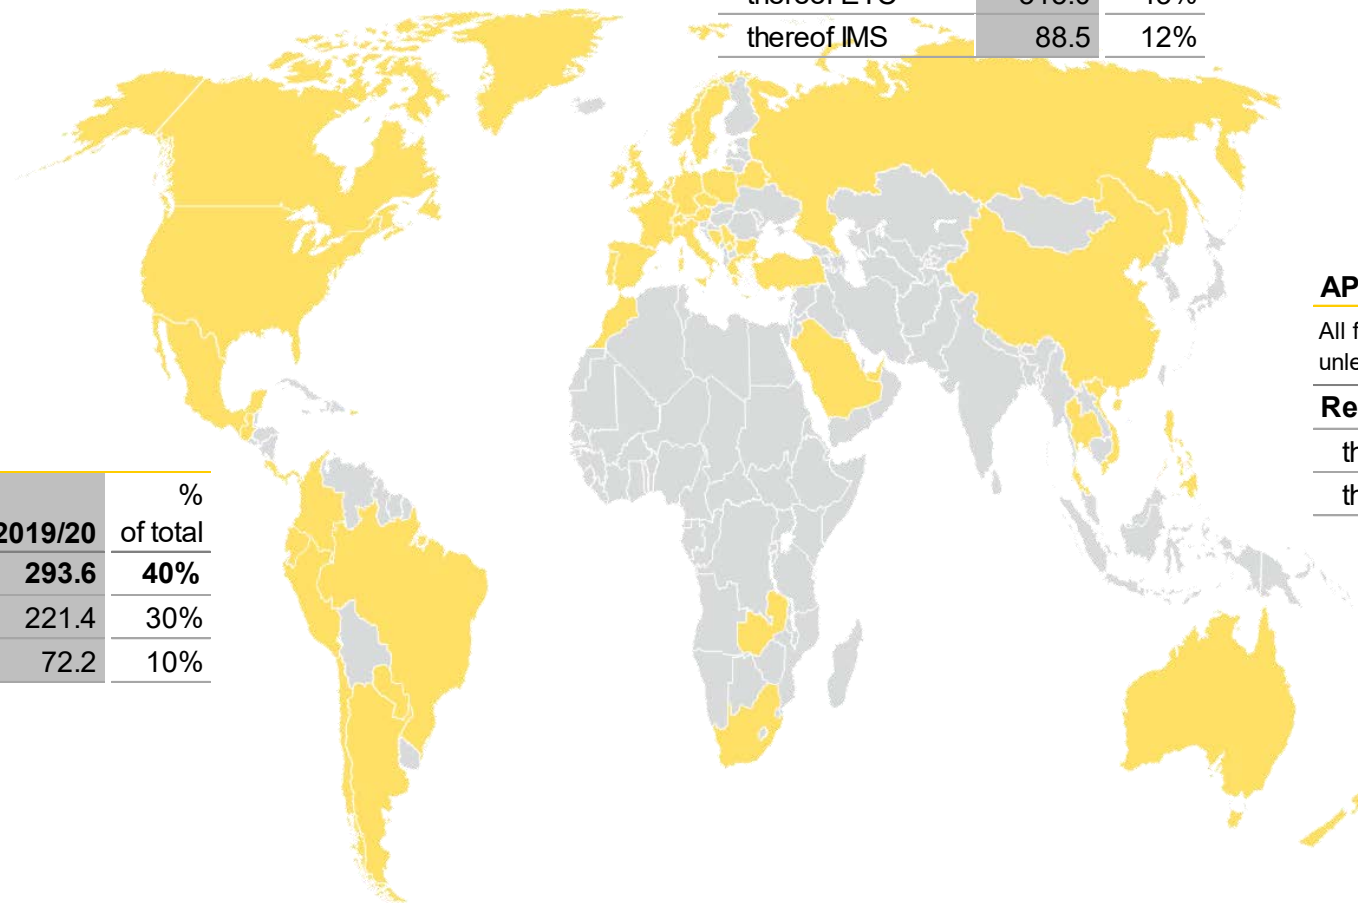 thereof IMS 88.5 12%
AP
All f
unle
Re
th
th
%
2019/20 of total
293.6 40%
221.4 30%
72.2 10%